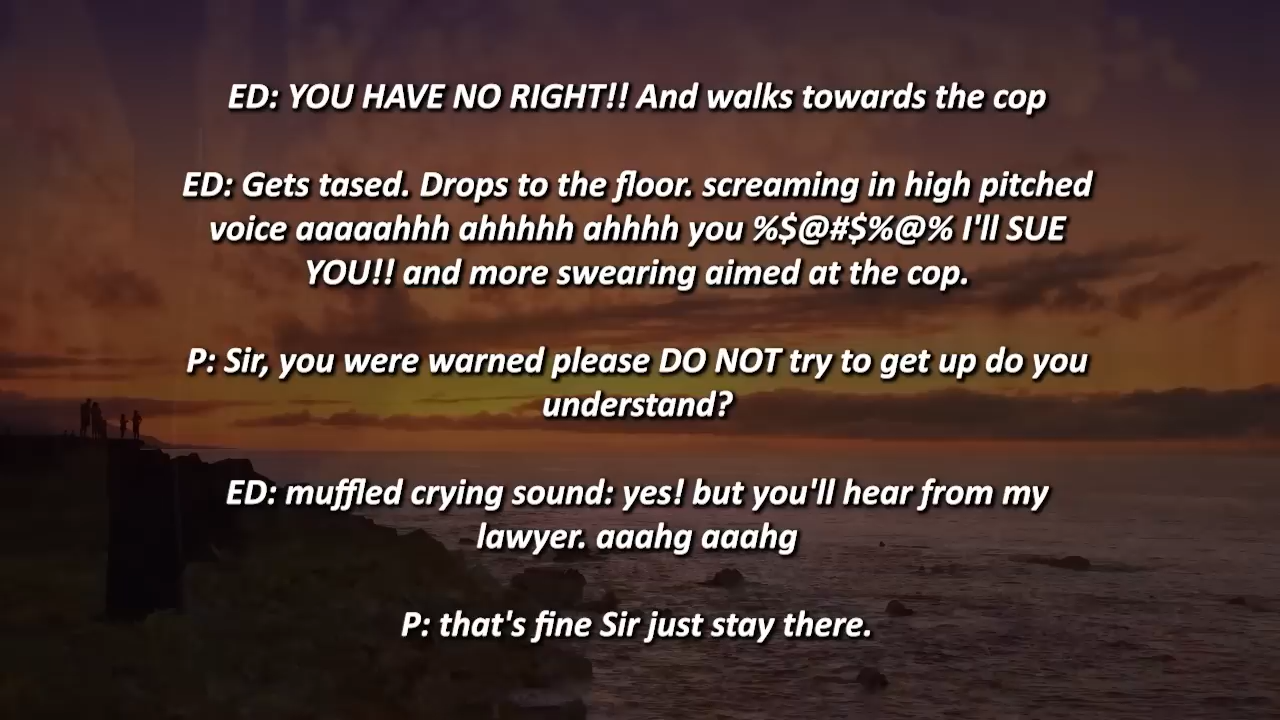 ED: YOU HAVE NO RIGHT!! And walks towards the cop
ED: Gets tased. Drops to the floor. screaming in high pitched
voice aaaaahhh ahhhhh ahhhh you %$@#$%@% I'll SUE
YOU!! and more swearing aimed at the cop.
P: Sir, you were warned please DO NOT try to get up do you
understand?
ED: muffled crying sound: yes! but you'll hear from my
lawyer. aaahg aaahg
P: that's fine Sir just stay there.